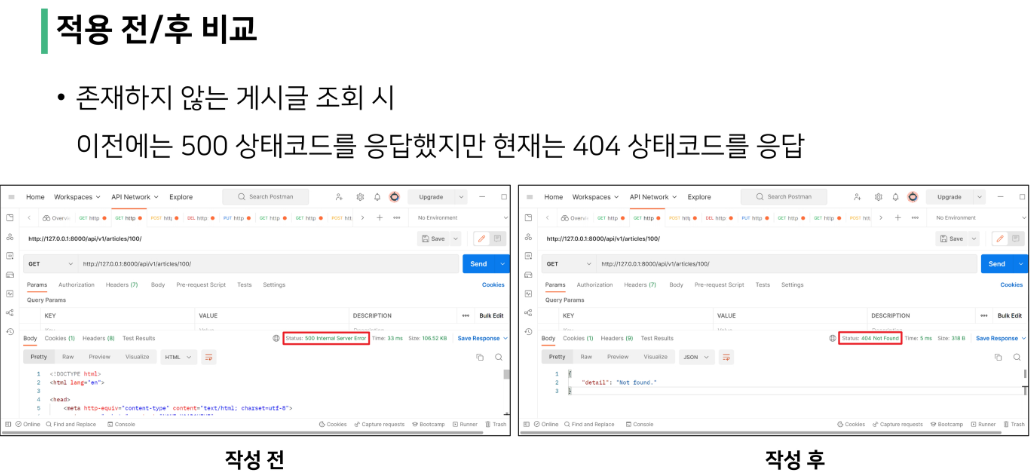 적용 전/후 비교
• 존재하지 않는 게시글 조회 시
이전에는 500 상태코드를 응답했지만 현재는 404 상태코드를 응답
Home Workspaces API Network Explore Search Postman Upgrade
GET http GET http POST http DEL http PUT http GET http GET http POST htt No Environment
http://127.0.0.1:8000/api/v1/articles/100/ Save
GET http://127.0.0.1:8000/api/v1/articles/100/ Send
Params Authorization Headers (7) Body Pre-request Script Tests Settings Cookies
Query Params
KEY VALUE DESCRIPTION Bulk Edit
Body Cookies (1) Headers (8) Test Results Status: 500 Internal Server Error Time: 33 ms Size: 106.52 KB Save Response
Pretty Raw Preview Visualize HTML
1 <!DOCTYPE html>
2 <html lang="en">
3
4 <head>
5 <meta http-equiv="content-type" content="text/html; charset=utf-8">
Online Find and Replace Console Cookies Capture requests Bootcamp Runner Trash
작성 전
Home Workspaces API Network Explore Search Postman Upgrade
GET http GET http POST http DEL http PUT http GET http GET http POST htt No Environment
http://127.0.0.1:8000/api/v1/articles/100/ Save
GET http://127.0.0.1:8000/api/v1/articles/100/ Send
Params Authorization Headers (7) Body Pre-request Script Tests Settings Cookies
Query Params
KEY VALUE DESCRIPTION Bulk Edit
Body Cookies (1) Headers (9) Test Results Status: 404 Not Found Time: 5 ms Size: 318 B Save Response
Pretty Raw Preview Visualize JSON
1 {
2 "detail": "Not found."
3 }
Online Find and Replace Console Cookies Capture requests Bootcamp Runner Trash
작성 후